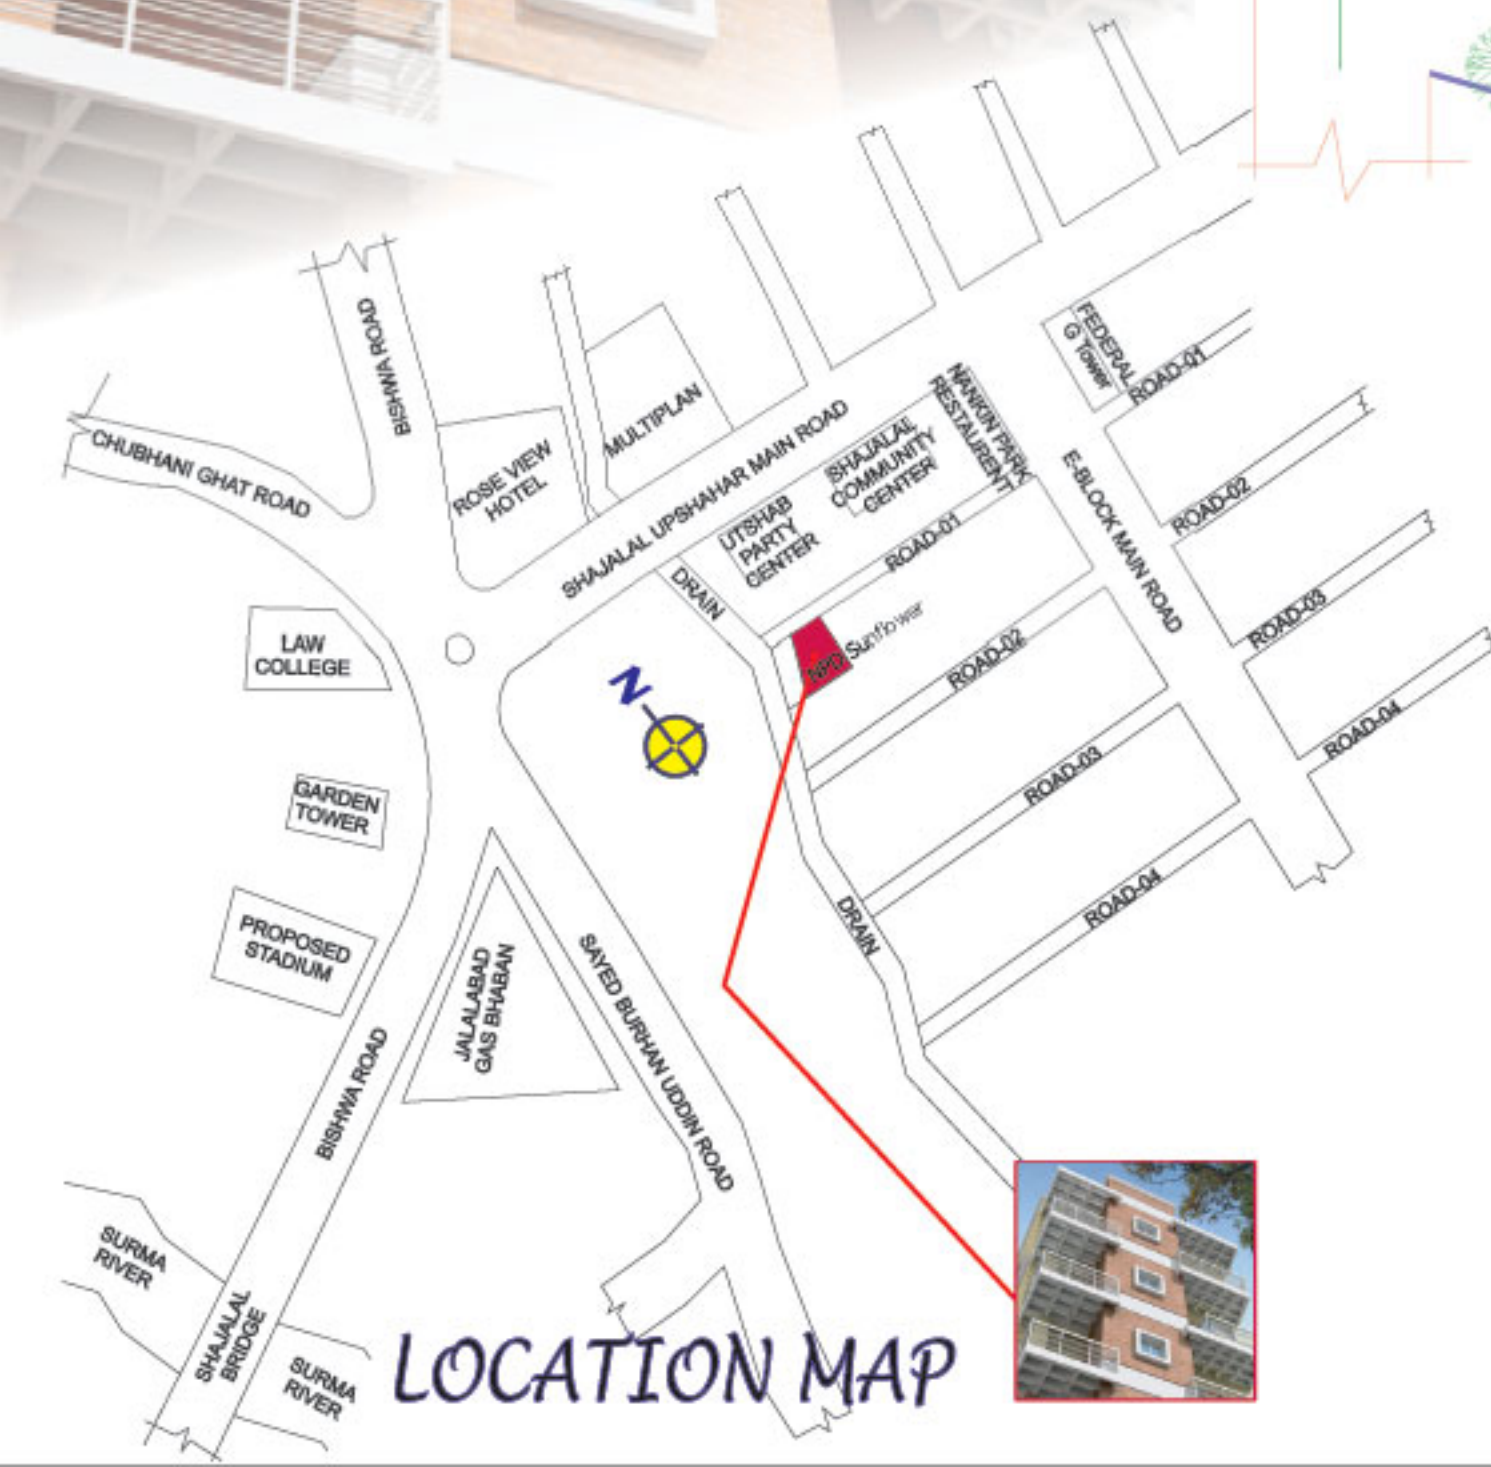 BISHWA ROAD
CHUBHANI GHAT ROAD
ROSE VIEW
HOTEL
MULTIPLAN
SHAJALAL UPSHAHAR MAIN ROAD
NANKIN PARK
RESTAURENT
SHAJALAL
COMMUNITY
CENTER
UTSHAB
PARTY
CENTER
FEDERAL
G Tower
ROAD-01
ROAD-02
ROAD-03
ROAD-04
E-BLOCK MAIN ROAD
ROAD-01
ROAD-02
ROAD-03
ROAD-04
DRAIN
NPD Sunflower
N
LAW
COLLEGE
GARDEN
TOWER
PROPOSED
STADIUM
JALALABAD
GAS BHABAN
SAYED BURHAN UDDIN ROAD
DRAIN
BISHWA ROAD
SURMA
RIVER
SHAJALAL
BRIDGE
SURMA
RIVER
LOCATION MAP